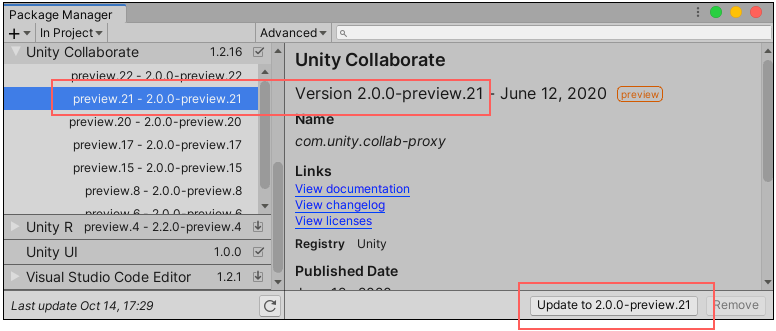 Package Manager
+ In Project Advanced
Unity Collaborate 1.2.16
preview.22 - 2.0.0-preview.22
preview.21 - 2.0.0-preview.21
preview.20 - 2.0.0-preview.20
preview.17 - 2.0.0-preview.17
preview.15 - 2.0.0-preview.15
preview.8 - 2.0.0-preview.8
preview.6 - 2.0.0-preview.6
Unity R preview.4 - 2.2.0-preview.4
Unity UI 1.0.0
Visual Studio Code Editor 1.2.1
Last update Oct 14, 17:29
Unity Collaborate
Version 2.0.0-preview.21 - June 12, 2020 preview
Name
com.unity.collab-proxy
Links
View documentation
View changelog
View licenses
Registry Unity
Published Date
Update to 2.0.0-preview.21 Remove